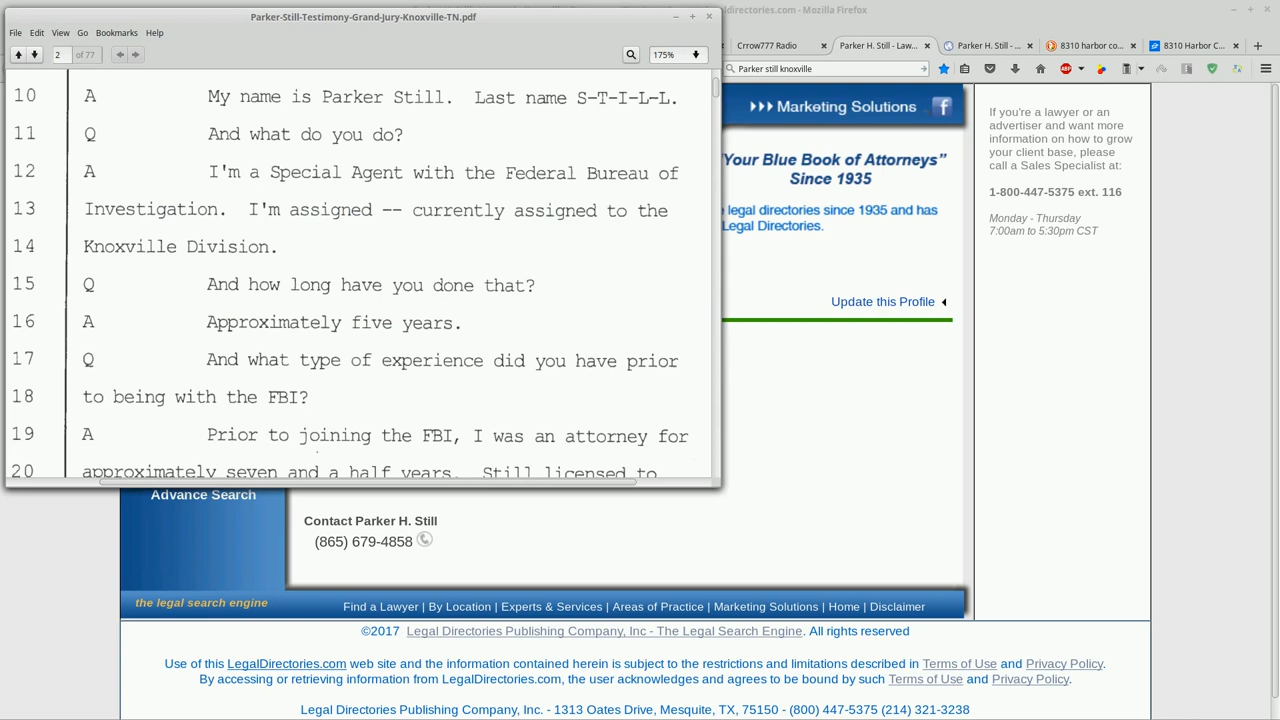 Parker-Still-Testimony-Grand-Jury-Knoxville-TN.pdf
File Edit View Go Bookmarks Help
2 of 77
175%
10 A My name is Parker Still. Last name S-T-I-L-L.
11 Q And what do you do?
12 A I'm a Special Agent with the Federal Bureau of
13 Investigation. I'm assigned -- currently assigned to the
14 Knoxville Division.
15 Q And how long have you done that?
16 A Approximately five years.
17 Q And what type of experience did you have prior
18 to being with the FBI?
19 A Prior to joining the FBI, I was an attorney for
20 approximately seven and a half years. Still licensed to
directories.com - Mozilla Firefox
Crrow777 Radio
Parker H. Still - Law...
Parker H. Still - ...
8310 harbor co...
8310 Harbor C...
Parker still knoxville
ABP
>>> Marketing Solutions
"Your Blue Book of Attorneys"
Since 1935
legal directories since 1935 and has
Legal Directories.
Update this Profile
If you're a lawyer or an
advertiser and want more
information on how to grow
your client base, please
call a Sales Specialist at:
1-800-447-5375 ext. 116
Monday - Thursday
7:00am to 5:30pm CST
Advance Search
Contact Parker H. Still
(865) 679-4858
the legal search engine
Find a Lawyer | By Location | Experts & Services | Areas of Practice | Marketing Solutions | Home | Disclaimer
©2017 Legal Directories Publishing Company, Inc - The Legal Search Engine. All rights reserved
Use of this LegalDirectories.com web site and the information contained herein is subject to the restrictions and limitations described in Terms of Use and Privacy Policy.
By accessing or retrieving information from LegalDirectories.com, the user acknowledges and agrees to be bound by such Terms of Use and Privacy Policy.
Legal Directories Publishing Company, Inc. - 1313 Oates Drive, Mesquite, TX, 75150 - (800) 447-5375 (214) 321-3238